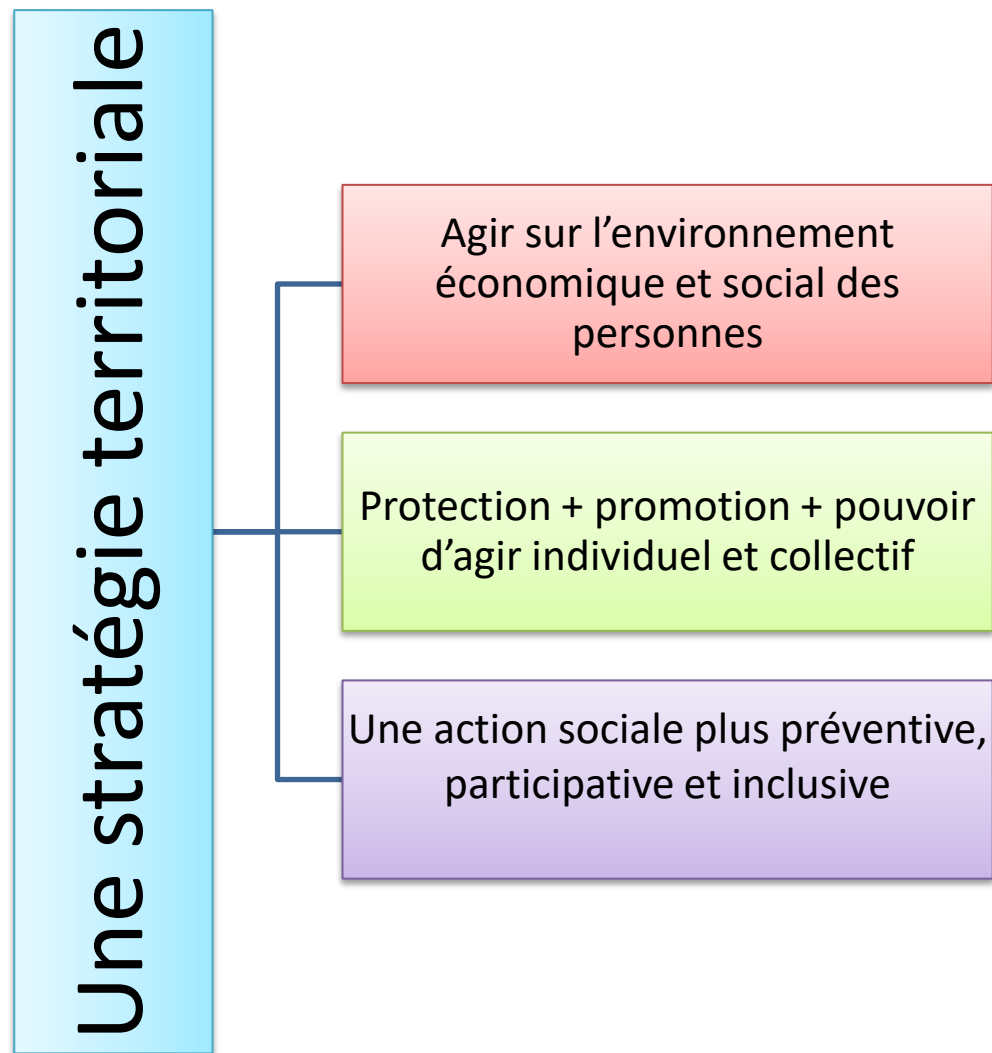 Une stratégie territoriale
Agir sur l’environnement
économique et social des
personnes
Protection + promotion + pouvoir
d’agir individuel et collectif
Une action sociale plus préventive,
participative et inclusive